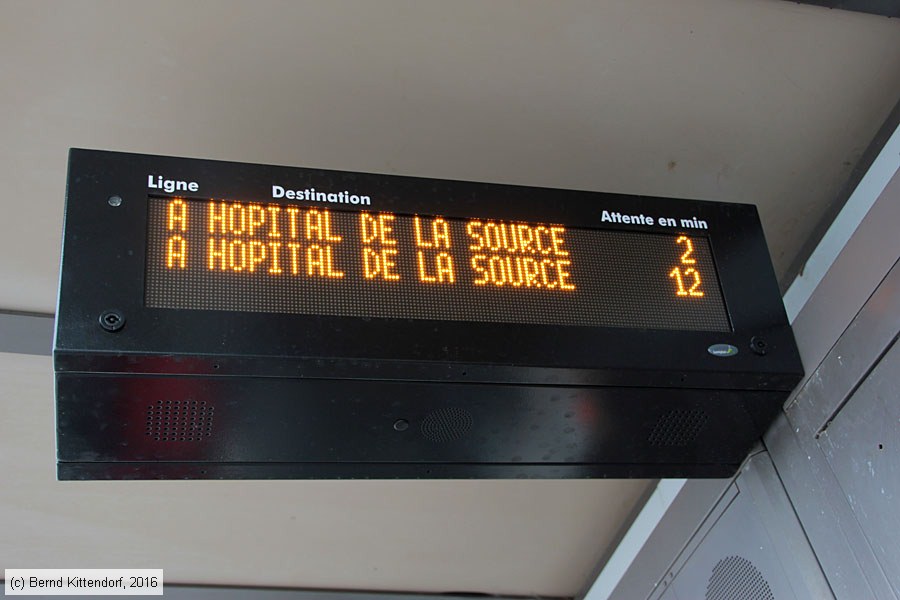 Ligne Destination Attente en min
A HOPITAL DE LA SOURCE 2
A HOPITAL DE LA SOURCE 12
(c) Bernd Kittendorf, 2016